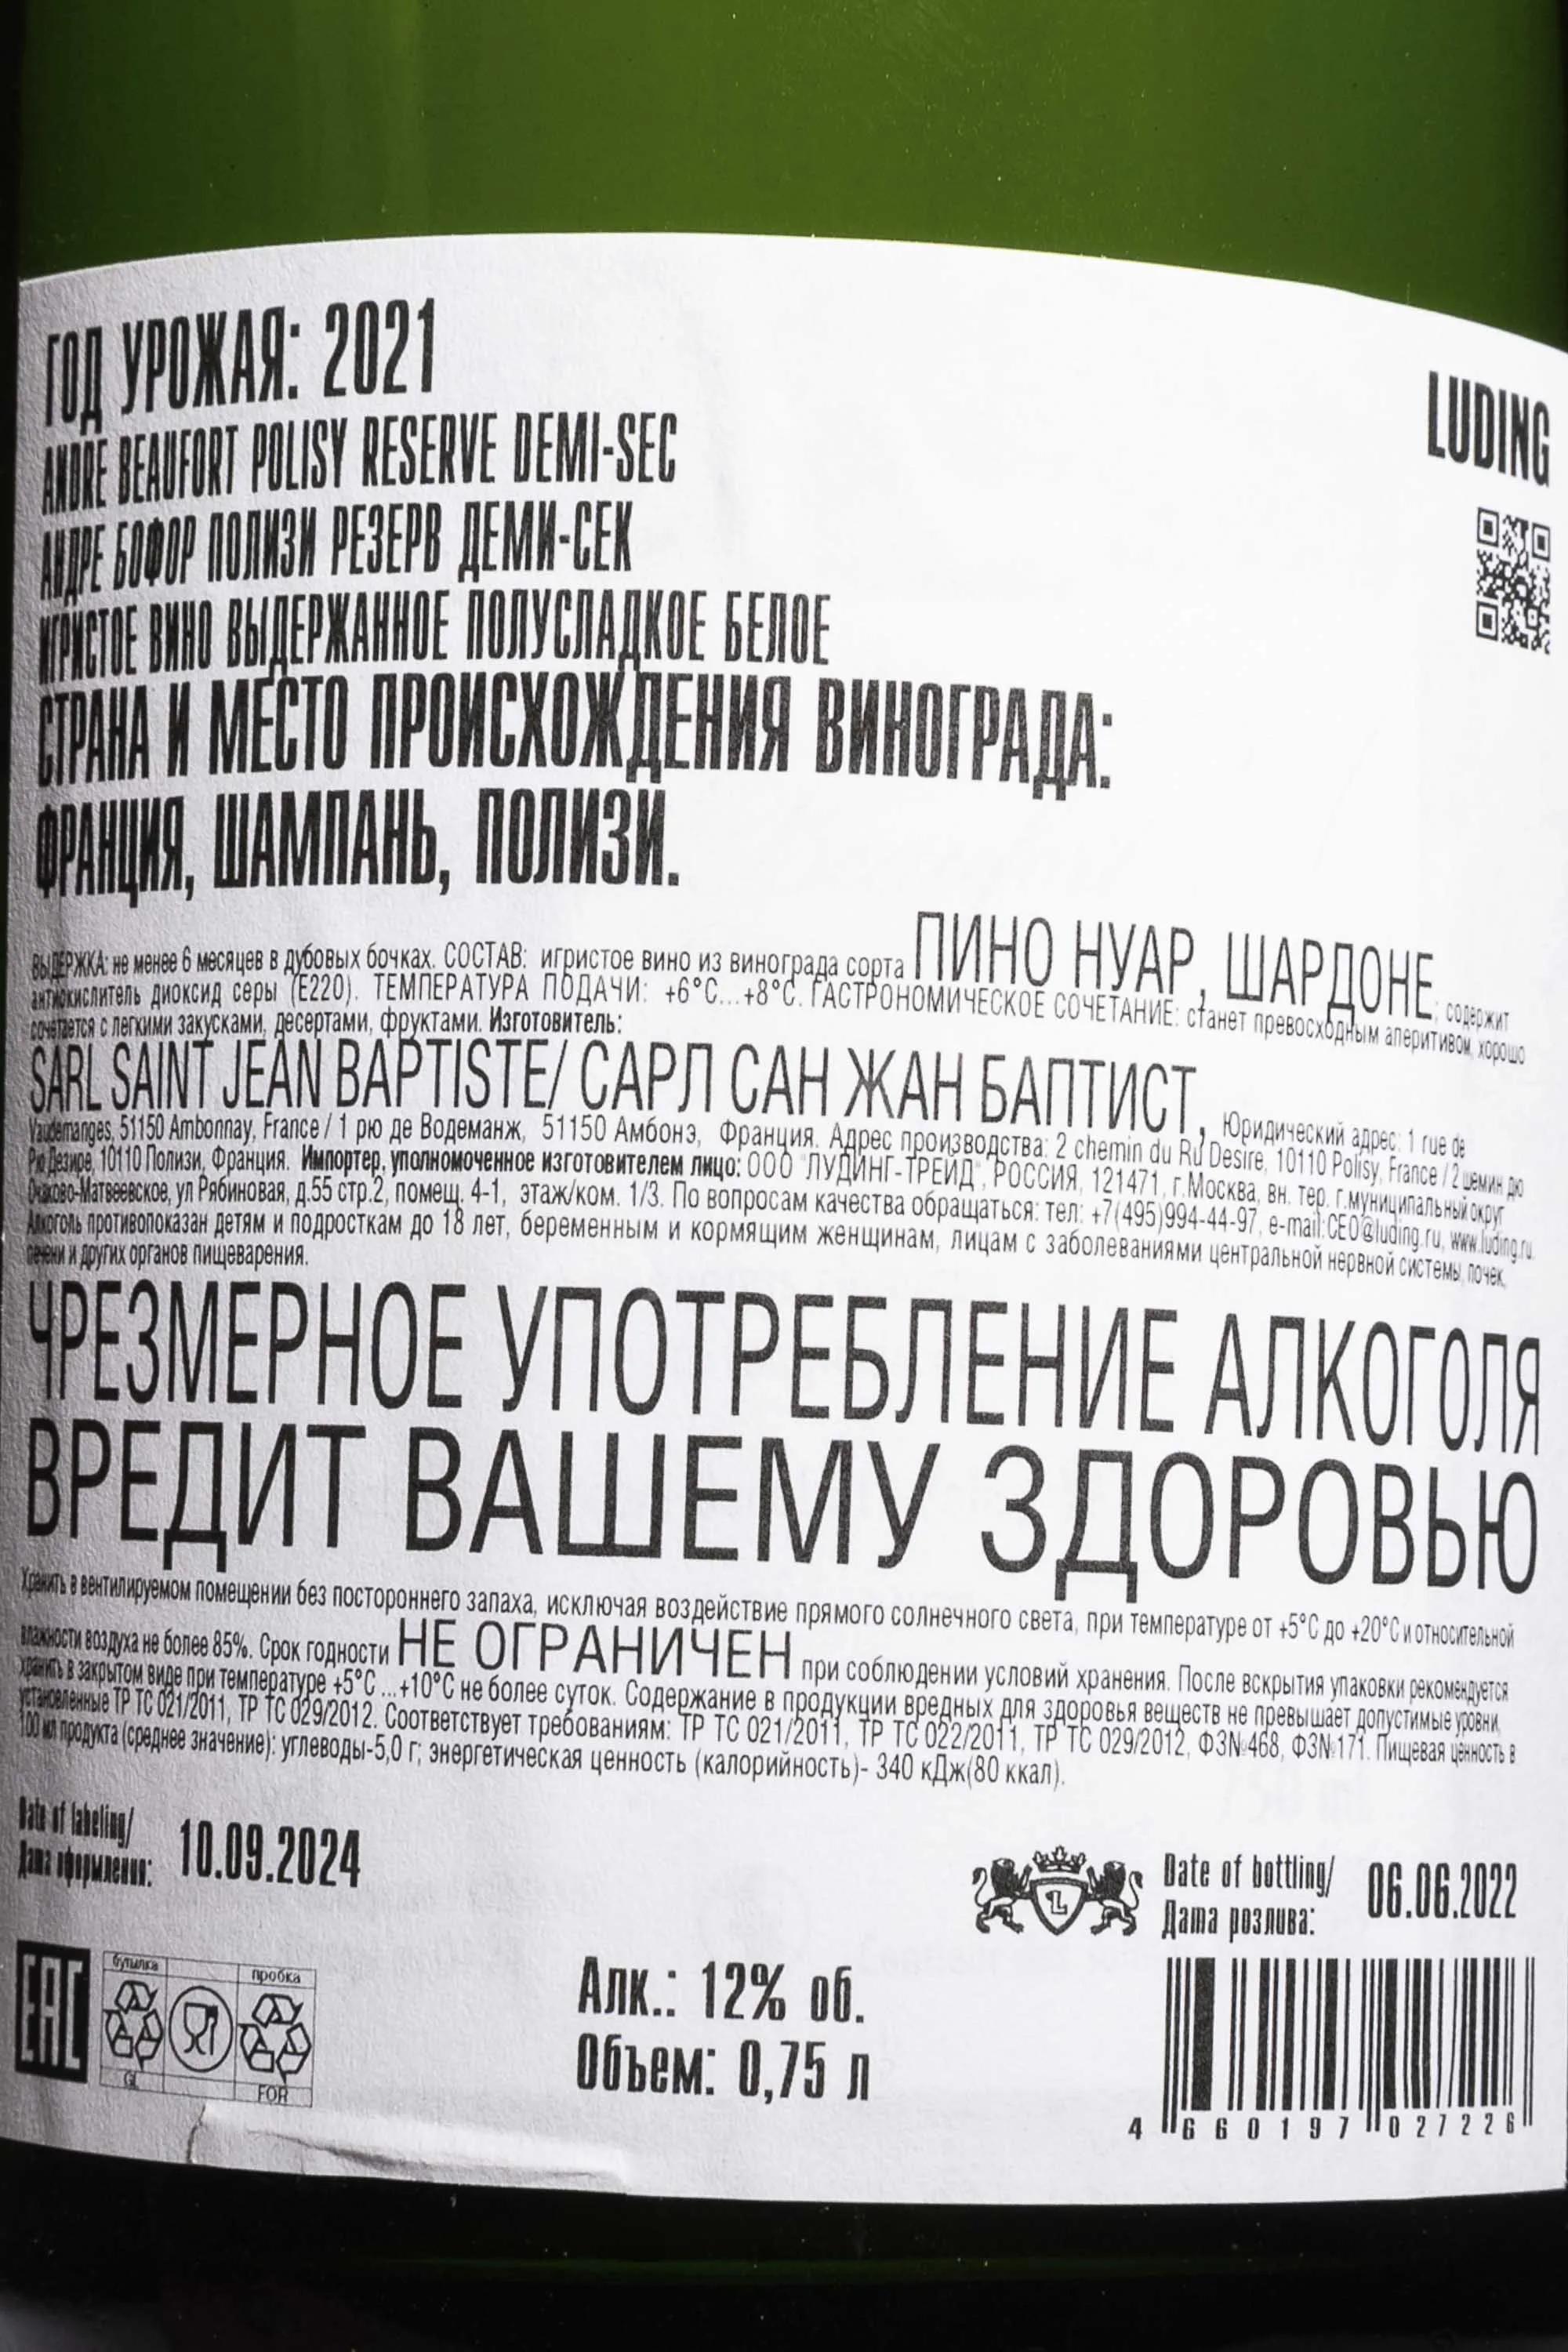 ГОД УРОЖАЯ: 2021
LUDING
ANDRE BEAUFORT POLISY RESERVE DEMI-SEC
АНДРЕ БОФОР ПОЛИЗИ РЕЗЕРВ ДЕМИ-СЕК
ИГРИСТОЕ ВИНО ВЫДЕРЖАННОЕ ПОЛУСЛАДКОЕ БЕЛОЕ
СТРАНА И МЕСТО ПРОИСХОЖДЕНИЯ ВИНОГРАДА:
ФРАНЦИЯ, ШАМПАНЬ, ПОЛИЗИ.
ВЫДЕРЖКА: не менее 6 месяцев в дубовых бочках. СОСТАВ: игристое вино из винограда сорта ПИНО НУАР, ШАРДОНЕ, содержит
антиокислитель диоксид серы (Е220). ТЕМПЕРАТУРА ПОДАЧИ: +6°C...+8°C. ГАСТРОНОМИЧЕСКОЕ СОЧЕТАНИЕ: станет превосходным аперитивом, хорошо
сочетается с легкими закусками, десертами, фруктами. Изготовитель:
SARL SAINT JEAN BAPTISTE/ САРЛ САН ЖАН БАПТИСТ, Юридический адрес: 1 rue de
Vaudemanges, 51150 Ambonnay, France / 1 рю де Водеманж, 51150 Амбонэ, Франция. Адрес производства: 2 chemin du Ru Desire, 10110 Polisy, France / 2 шемин дю
Рю Дезире, 10110 Полизи, Франция. Импортер, уполномоченное изготовителем лицо: ООО "ЛУДИНГ-ТРЕЙД", РОССИЯ, 121471, г.Москва, вн. тер. г.муниципальный округ
Очаково-Матвеевское, ул Рябиновая, д.55 стр.2, помещ. 4-1, этаж/ком. 1/3. По вопросам качества обращаться: тел: +7(495)994-44-97, e-mail:CEO@luding.ru, www.luding.ru.
Алкоголь противопоказан детям и подросткам до 18 лет, беременным и кормящим женщинам, лицам с заболеваниями центральной нервной системы, почек,
печени и других органов пищеварения.
ЧРЕЗМЕРНОЕ УПОТРЕБЛЕНИЕ АЛКОГОЛЯ
ВРЕДИТ ВАШЕМУ ЗДОРОВЬЮ
Хранить в вентилируемом помещении без постороннего запаха, исключая воздействие прямого солнечного света, при температуре от +5°C до +20°C и относительной
влажности воздуха не более 85%. Срок годности НЕ ОГРАНИЧЕН при соблюдении условий хранения. После вскрытия упаковки рекомендуется
хранить в закрытом виде при температуре +5°C ...+10°C не более суток. Содержание в продукции вредных для здоровья веществ не превышает допустимые уровни,
установленные ТР ТС 021/2011, ТР ТС 029/2012. Соответствует требованиям: ТР ТС 021/2011, ТР ТС 022/2011, ТР ТС 029/2012, ФЗ№468, ФЗ№171. Пищевая ценность в
100 мл продукта (среднее значение): углеводы-5,0 г; энергетическая ценность (калорийность)- 340 кДж(80 ккал).
Date of labeling/
Дата оформления: 10.09.2024
Date of bottling/
Дата розлива: 06.06.2022
EAC
бутылка
пробка
GL
FOR
Алк.: 12% об.
Объем: 0,75 л
4 660197 027226